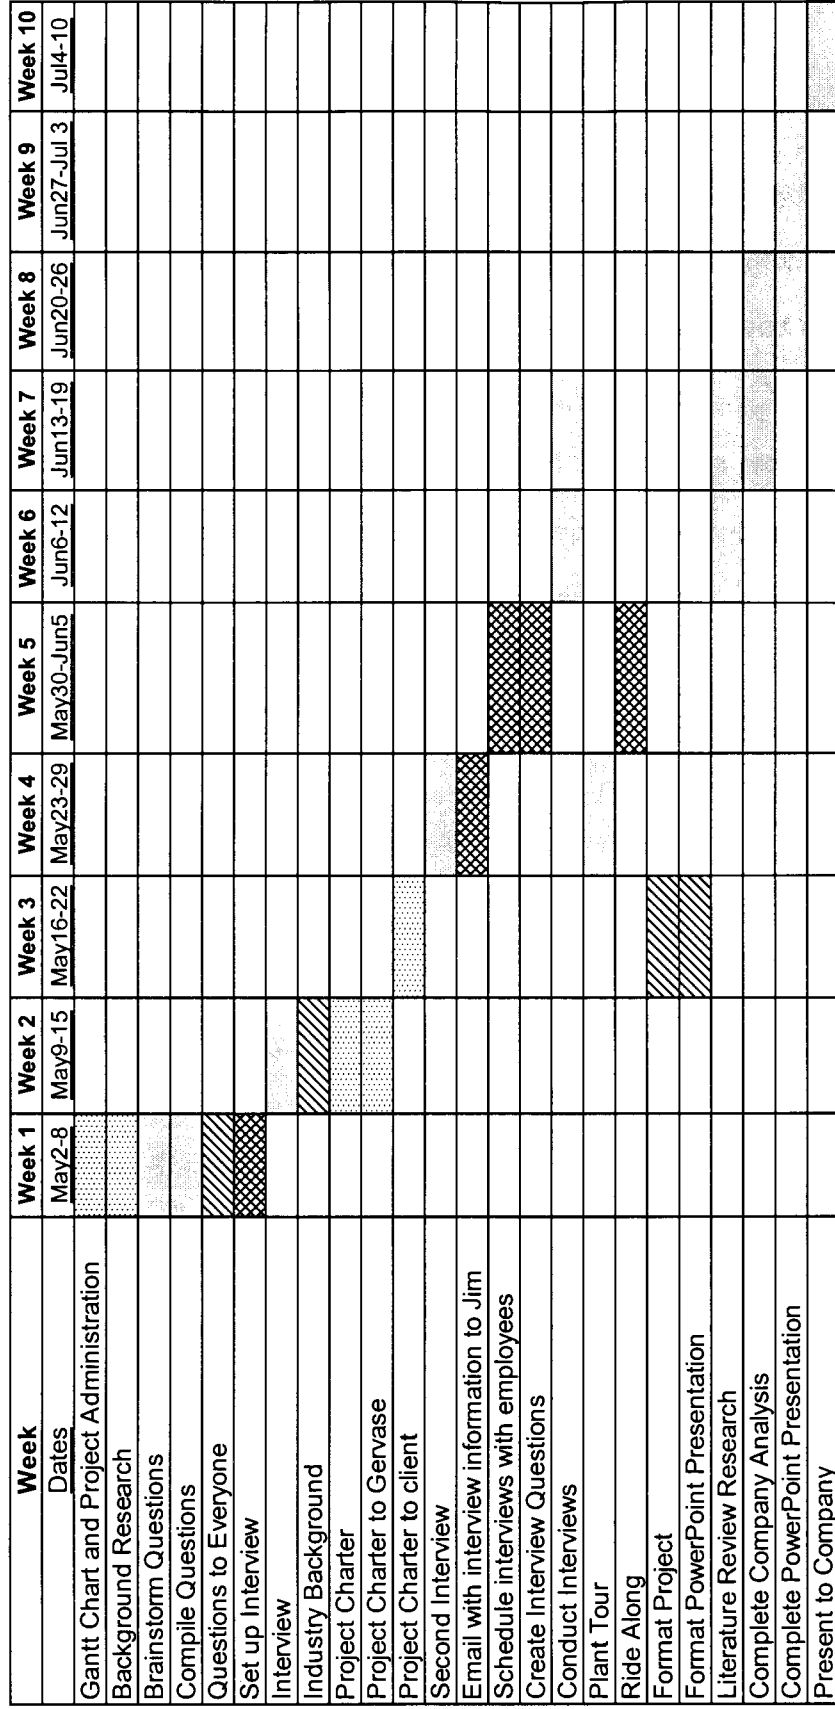 Week Week 1 Week 2 Week 3 Week 4 Week 5 Week 6 Week 7 Week 8 Week 9 Week 10
Dates May2-8 May9-15 May16-22 May23-29 May30-Jun5 Jun6-12 Jun13-19 Jun20-26 Jun27-Jul 3 Jul4-10
Gantt Chart and Project Administration
Background Research
Brainstorm Questions
Compile Questions
Questions to Everyone
Set up Interview
Interview
Industry Background
Project Charter
Project Charter to Gervase
Project Charter to client
Second Interview
Email with interview information to Jim
Schedule interviews with employees
Create Interview Questions
Conduct Interviews
Plant Tour
Ride Along
Format Project
Format PowerPoint Presentation
Literature Review Research
Complete Company Analysis
Complete PowerPoint Presentation
Present to Company